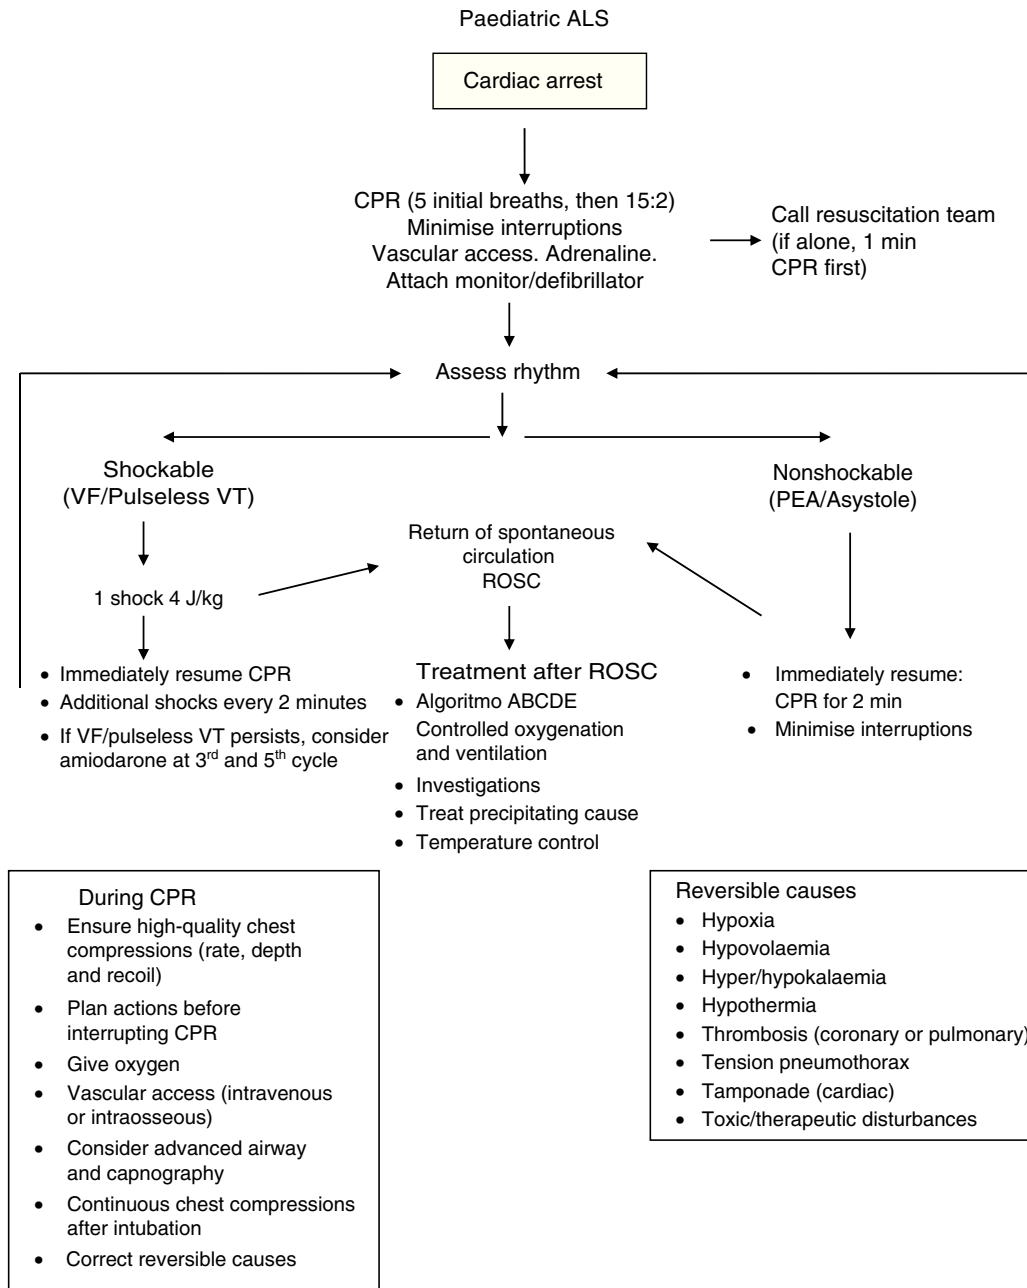 Paediatric ALS
Cardiac arrest
CPR (5 initial breaths, then 15:2)
Minimise interruptions
Vascular access. Adrenaline.
Attach monitor/defibrillator
Call resuscitation team
(if alone, 1 min
CPR first)
Assess rhythm
Shockable
(VF/Pulseless VT)
Nonshockable
(PEA/Asystole)
Return of spontaneous
circulation
ROSC
1 shock 4 J/kg
• Immediately resume CPR
• Additional shocks every 2 minutes
• If VF/pulseless VT persists, consider
amiodarone at 3rd and 5th cycle
Treatment after ROSC
• Algoritmo ABCDE
Controlled oxygenation
and ventilation
• Investigations
• Treat precipitating cause
• Temperature control
• Immediately resume:
CPR for 2 min
• Minimise interruptions
During CPR
• Ensure high-quality chest
compressions (rate, depth
and recoil)
• Plan actions before
interrupting CPR
• Give oxygen
• Vascular access (intravenous
or intraosseous)
• Consider advanced airway
and capnography
• Continuous chest compressions
after intubation
• Correct reversible causes
Reversible causes
• Hypoxia
• Hypovolaemia
• Hyper/hypokalaemia
• Hypothermia
• Thrombosis (coronary or pulmonary)
• Tension pneumothorax
• Tamponade (cardiac)
• Toxic/therapeutic disturbances